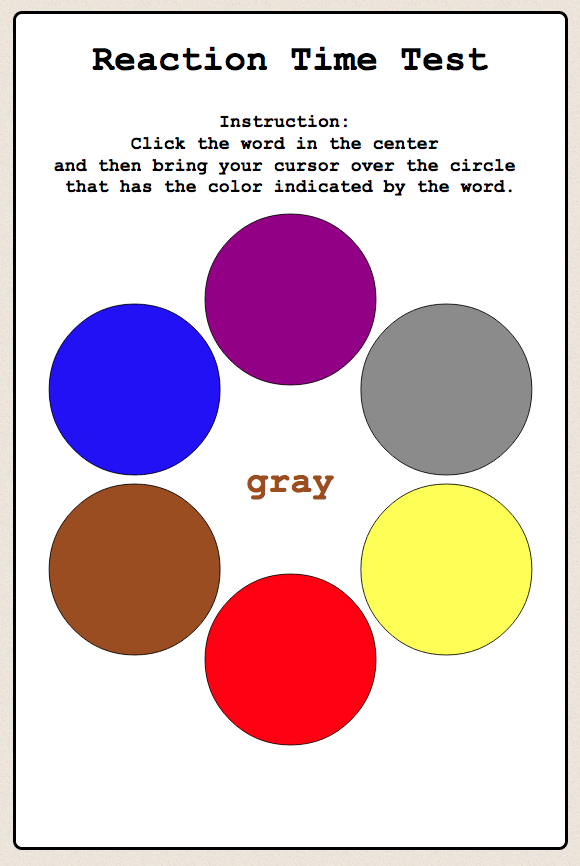 Reaction Time Test
Instruction:
Click the word in the center
and then bring your cursor over the circle
that has the color indicated by the word.
gray